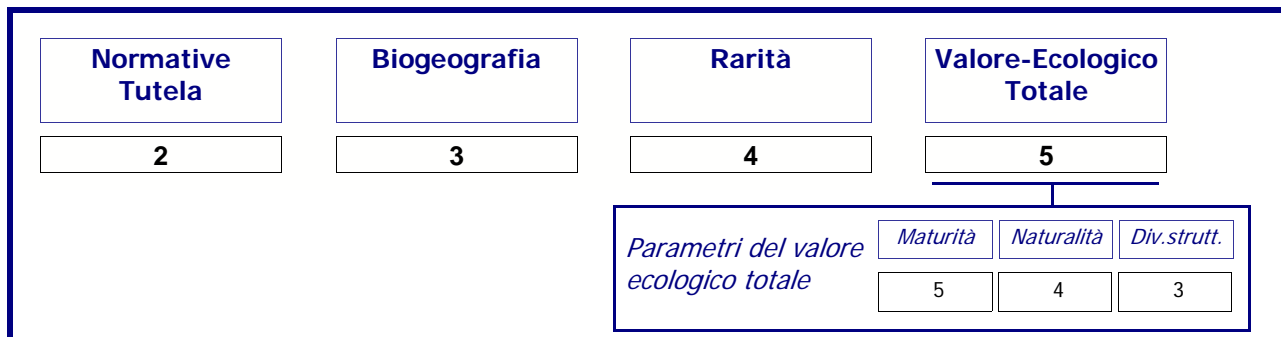 Normative
Tutela
Biogeografia
Rarità
Valore-Ecologico
Totale
2
3
4
5
Parametri del valore
ecologico totale
Maturità
Naturalità
Div.strutt.
5
4
3